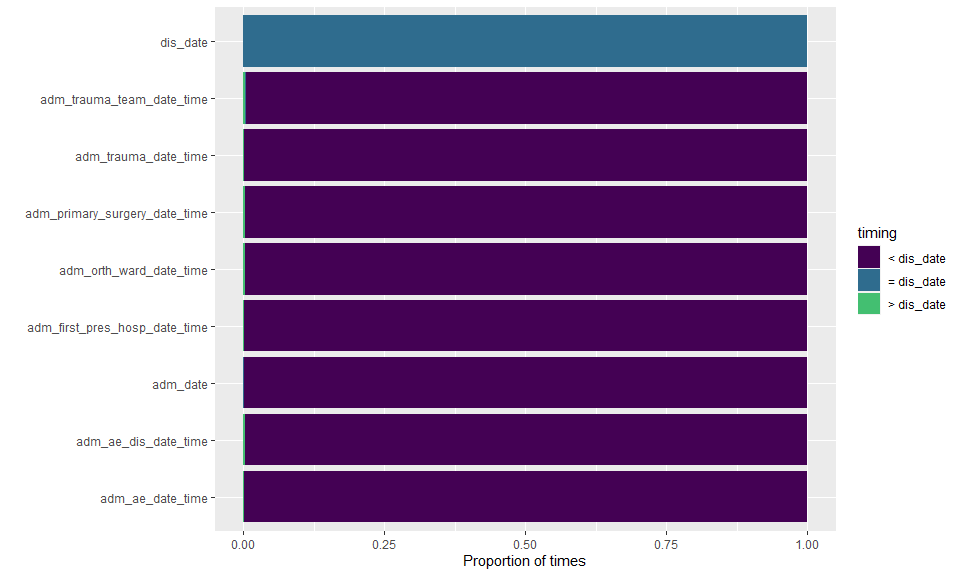 dis_date
adm_trauma_team_date_time
adm_trauma_date_time
adm_primary_surgery_date_time
adm_orth_ward_date_time
adm_first_pres_hosp_date_time
adm_date
adm_ae_dis_date_time
adm_ae_date_time
0.00 0.25 0.50 0.75 1.00
Proportion of times
timing
< dis_date
= dis_date
> dis_date